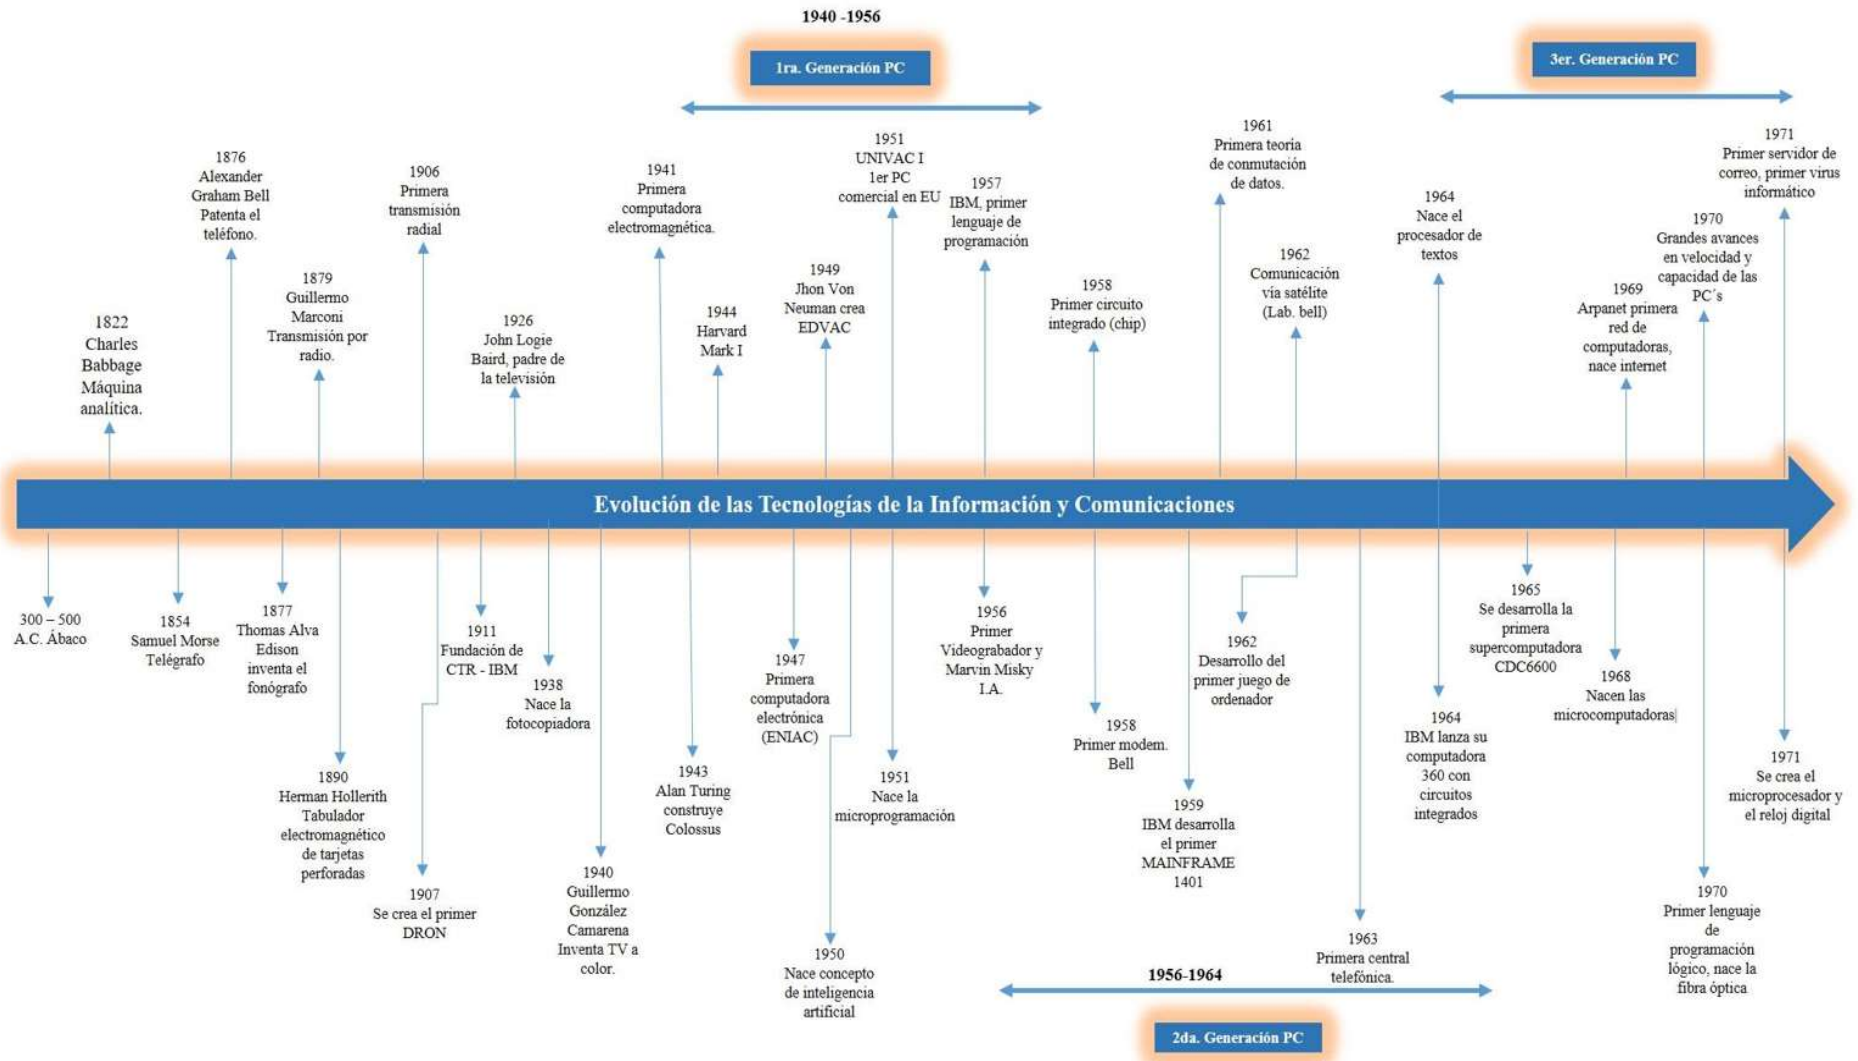 1940 -1956
1ra. Generación PC
3er. Generación PC
1822
Charles
Babbage
Máquina
analítica.
1876
Alexander
Graham Bell
Patenta el
teléfono.
1879
Guillermo
Marconi
Transmisión por
radio.
1906
Primera
transmisión
radial
1926
John Logie
Baird, padre de
la televisión
1941
Primera
computadora
electromagnética.
1944
Harvard
Mark I
1949
Jhon Von
Neuman crea
EDVAC
1951
UNIVAC I
1er PC
comercial en EU
1957
IBM, primer
lenguaje de
programación
1958
Primer circuito
integrado (chip)
1961
Primera teoría
de conmutación
de datos.
1962
Comunicación
vía satélite
(Lab. bell)
1964
Nace el
procesador de
textos
1969
Arpanet primera
red de
computadoras,
nace internet
1970
Grandes avances
en velocidad y
capacidad de las
PC´s
1971
Primer servidor de
correo, primer virus
informático
Evolución de las Tecnologías de la Información y Comunicaciones
300 – 500
A.C. Ábaco
1854
Samuel Morse
Telégrafo
1877
Thomas Alva
Edison
inventa el
fonógrafo
1890
Herman Hollerith
Tabulador
electromagnético
de tarjetas
perforadas
1907
Se crea el primer
DRON
1911
Fundación de
CTR - IBM
1938
Nace la
fotocopiadora
1940
Guillermo
González
Camarena
Inventa TV a
color.
1943
Alan Turing
construye
Colossus
1947
Primera
computadora
electrónica
(ENIAC)
1950
Nace concepto
de inteligencia
artificial
1951
Nace la
microprogramación
1956
Primer
Videograbador y
Marvin Misky
I.A.
1958
Primer modem.
Bell
1959
IBM desarrolla
el primer
MAINFRAME
1401
1962
Desarrollo del
primer juego de
ordenador
1963
Primera central
telefónica.
1964
IBM lanza su
computadora
360 con
circuitos
integrados
1965
Se desarrolla la
primera
supercomputadora
CDC6600
1968
Nacen las
microcomputadoras
1970
Primer lenguaje
de
programación
lógico, nace la
fibra óptica
1971
Se crea el
microprocesador y
el reloj digital
1956-1964
2da. Generación PC